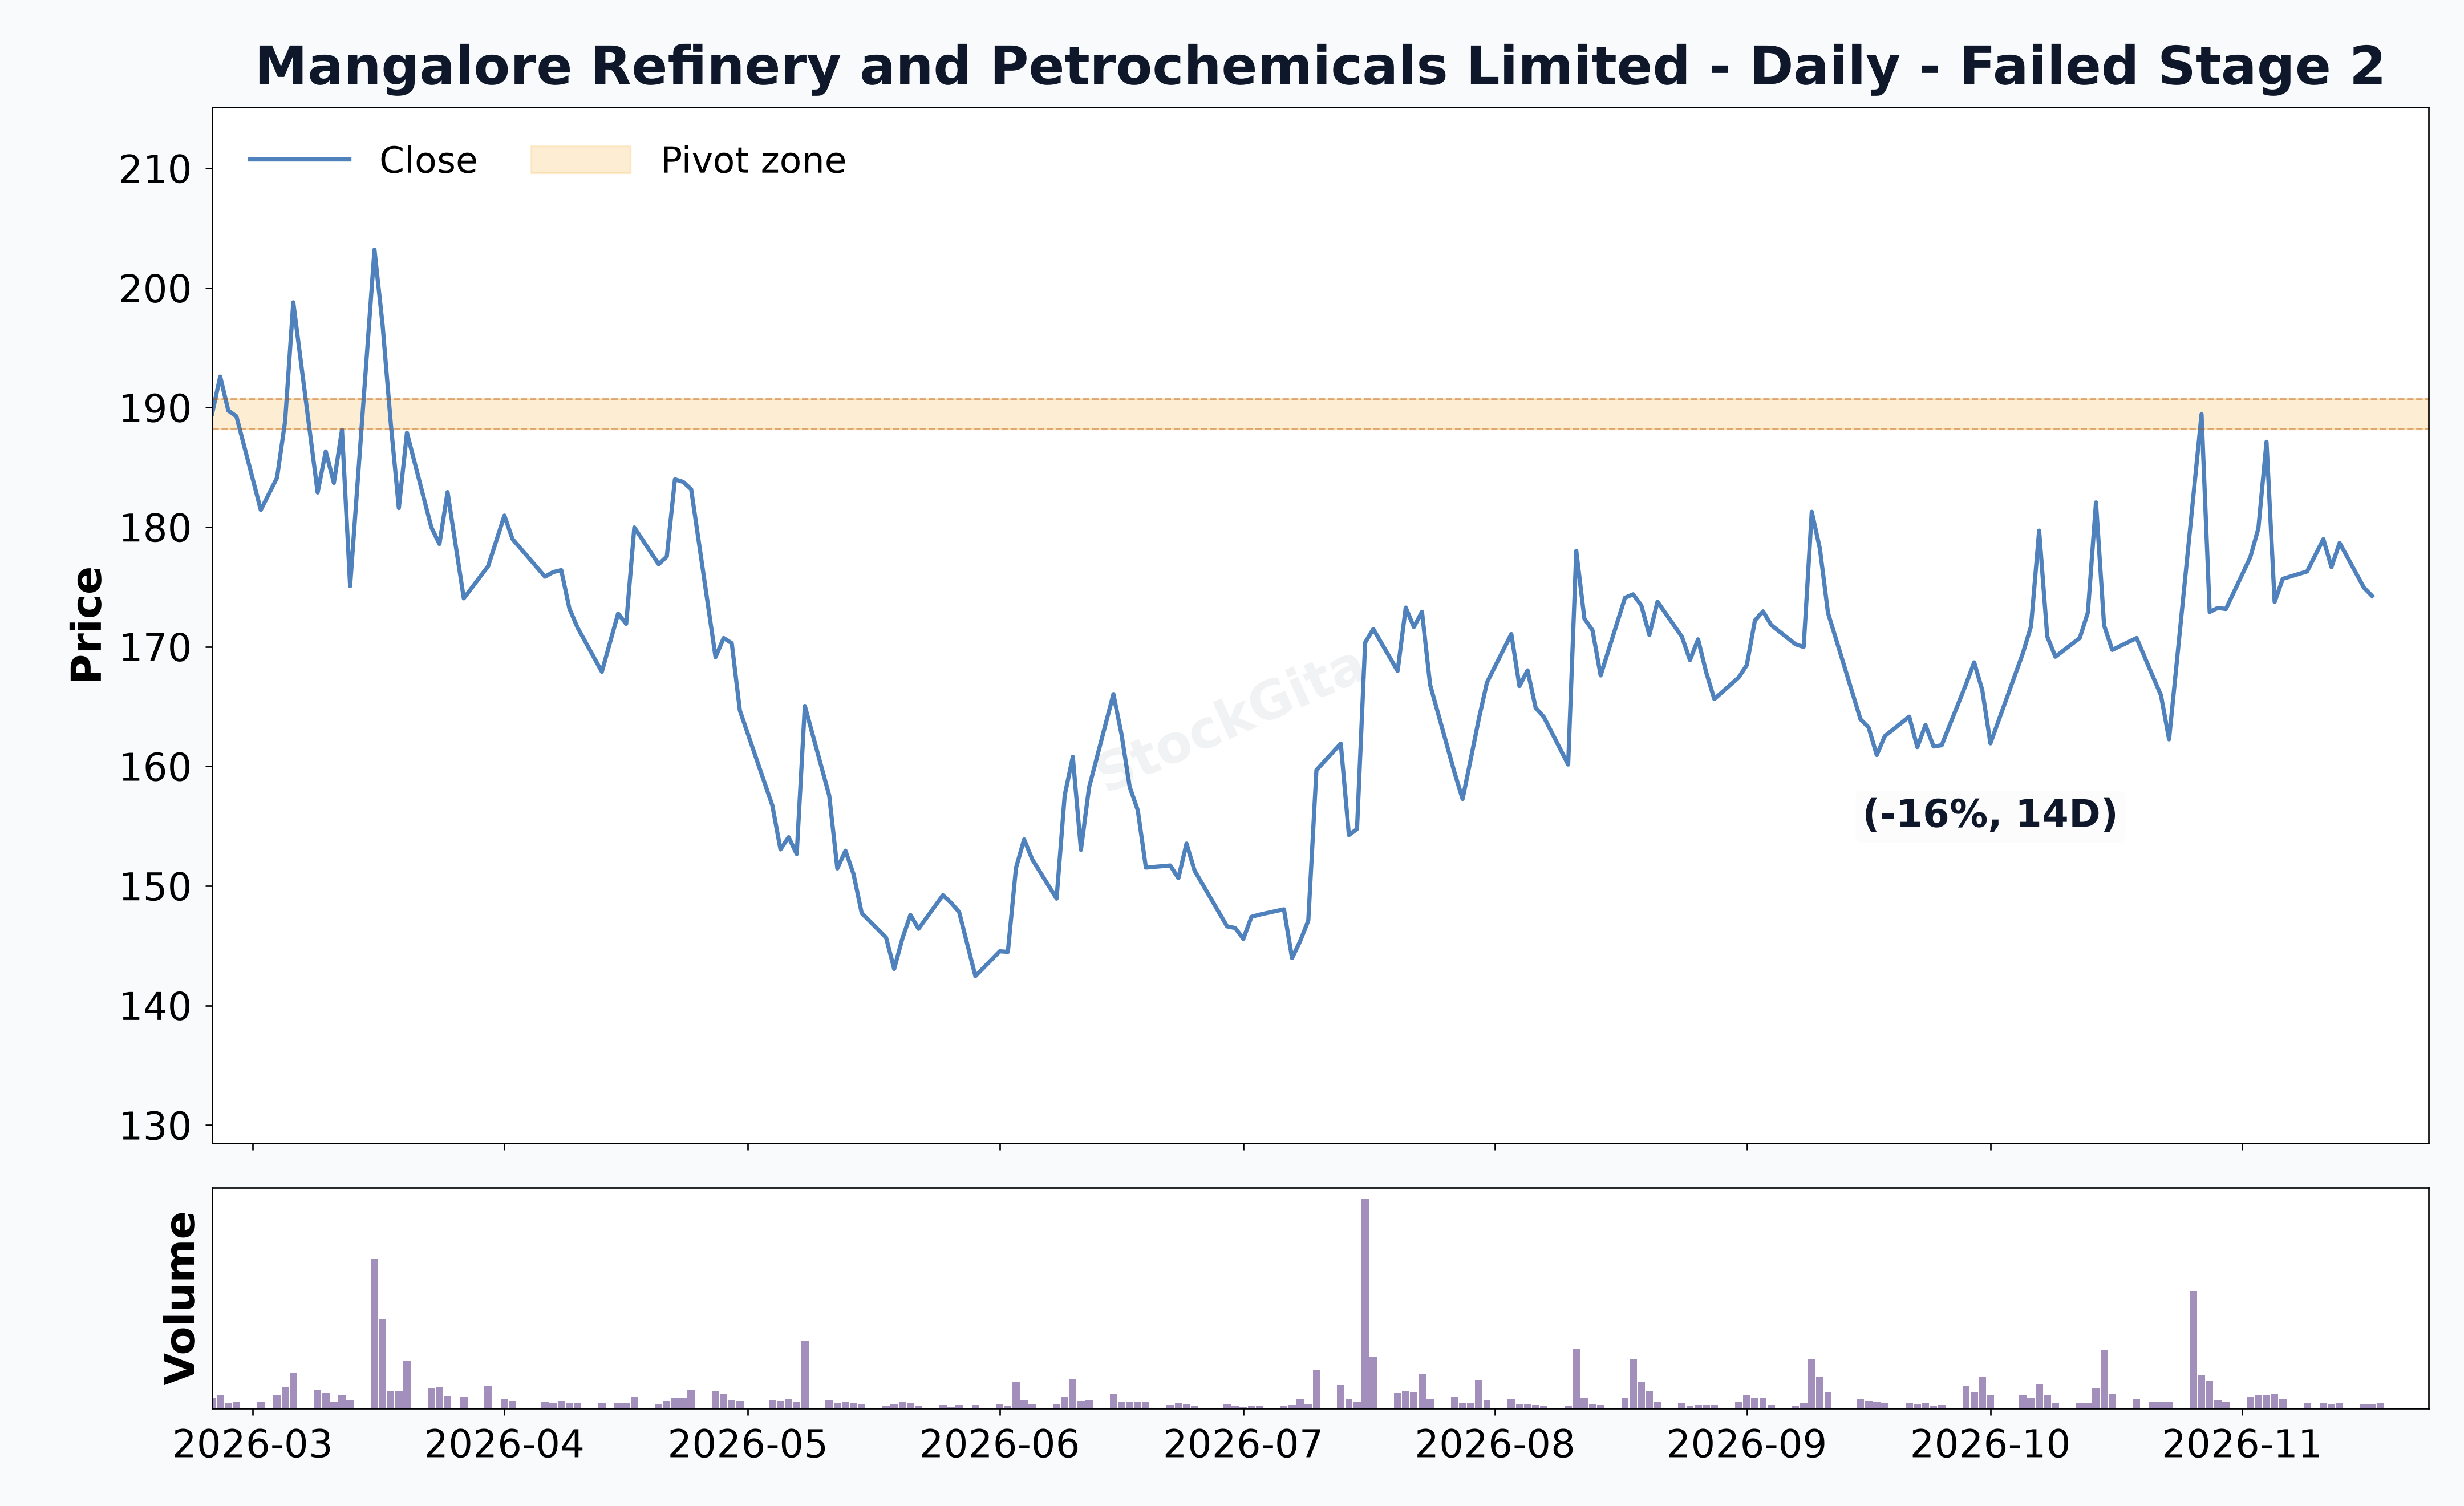 Mangalore Refinery and Petrochemicals Limited - Daily - Failed Stage 2
Close
Pivot zone
210
200
190
180
170
160
150
140
130
Price
StockGita
(-16%, 14D)
Volume
2026-03
2026-04
2026-05
2026-06
2026-07
2026-08
2026-09
2026-10
2026-11